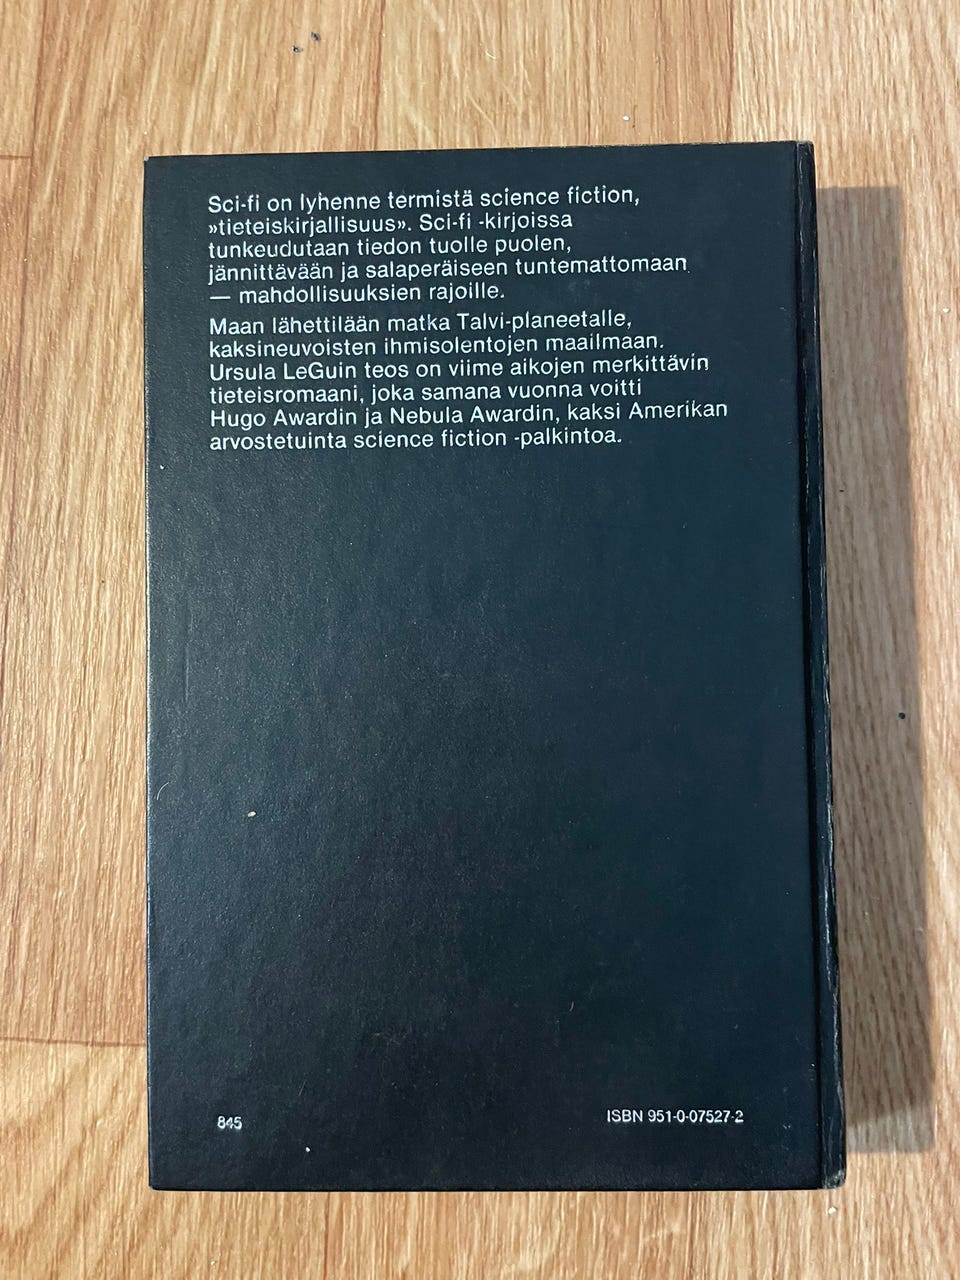 Sci-fi on lyhenne termistä science fiction,
»tieteiskirjallisuus». Sci-fi -kirjoissa
tunkeudutaan tiedon tuolle puolen,
jännittävään ja salaperäiseen tuntemattomaan
— mahdollisuuksien rajoille.
Maan lähettilään matka Talvi-planeetalle,
kaksineuvoisten ihmisolentojen maailmaan.
Ursula LeGuin teos on viime aikojen merkittävin
tieteisromaani, joka samana vuonna voitti
Hugo Awardin ja Nebula Awardin, kaksi Amerikan
arvostetuinta science fiction -palkintoa.
845
ISBN 951-0-07527-2